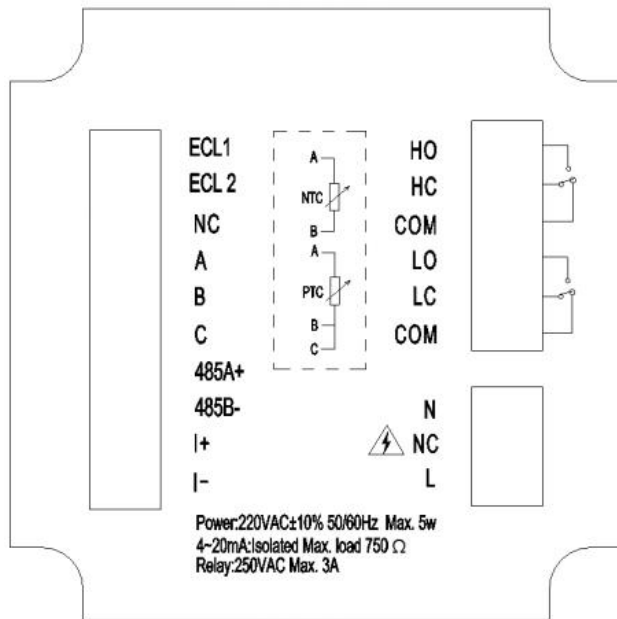 ECL1
ECL 2
NC
A
B
C
485A+
485B-
I+
I-
A
NTC
B
A
PTC
B
C
HO
HC
COM
LO
LC
COM
N
NC
L
Power:220VAC±10% 50/60Hz Max. 5w
4~20mA:Isolated Max. load 750 Ω
Relay:250VAC Max. 3A